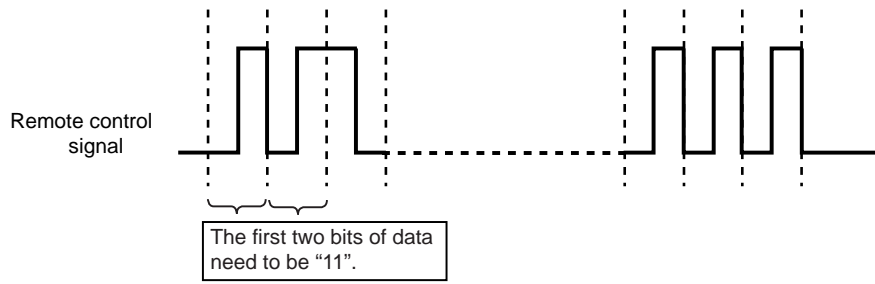 Remote control
signal
The first two bits of data
need to be “11”.